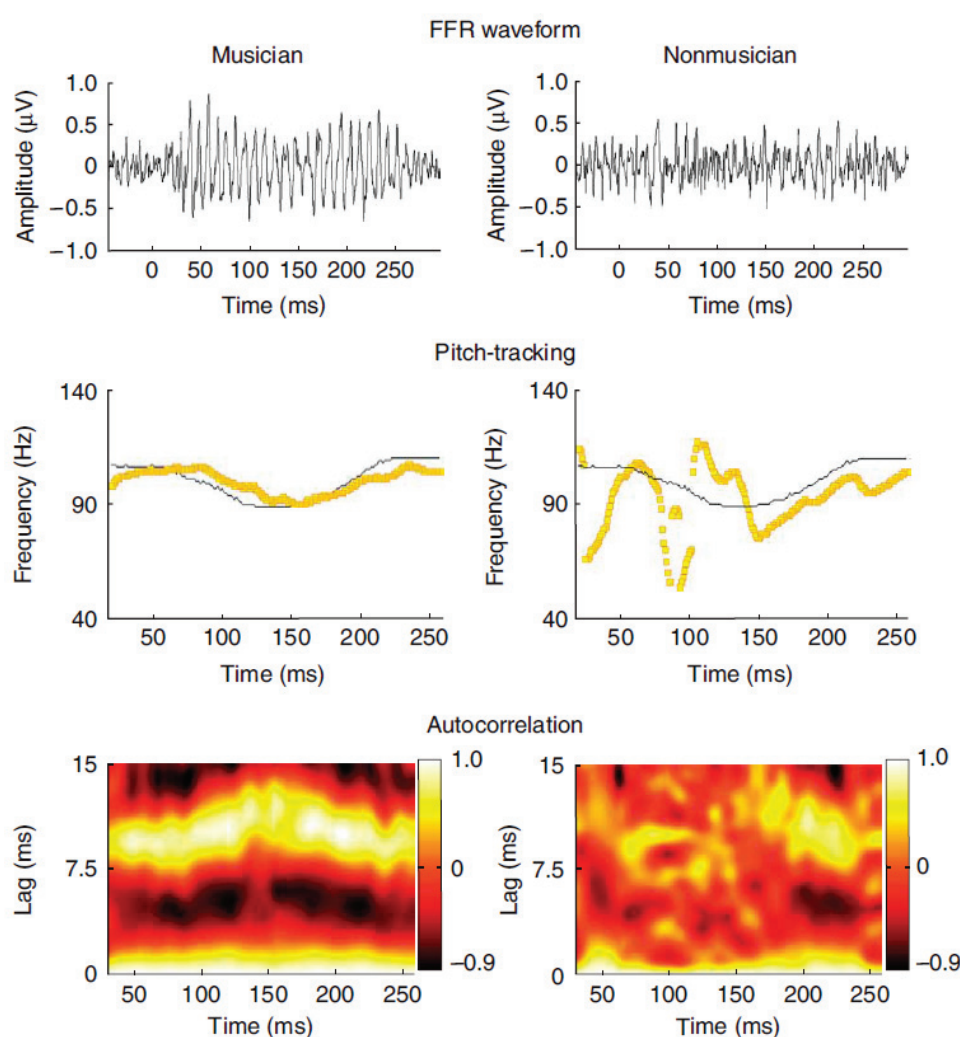 FFR waveform
Musician
Nonmusician
Amplitude (µV)
1.0
0.5
0
–0.5
–1.0
0 50 100 150 200 250
Time (ms)
Amplitude (µV)
1.0
0.5
0
–0.5
–1.0
0 50 100 150 200 250
Time (ms)
Pitch-tracking
Frequency (Hz)
140
90
40
50 100 150 200 250
Time (ms)
Frequency (Hz)
140
90
40
50 100 150 200 250
Time (ms)
Autocorrelation
Lag (ms)
15
7.5
0
50 100 150 200 250
Time (ms)
1.0
0
–0.9
Lag (ms)
15
7.5
0
50 100 150 200 250
Time (ms)
1.0
0
–0.9